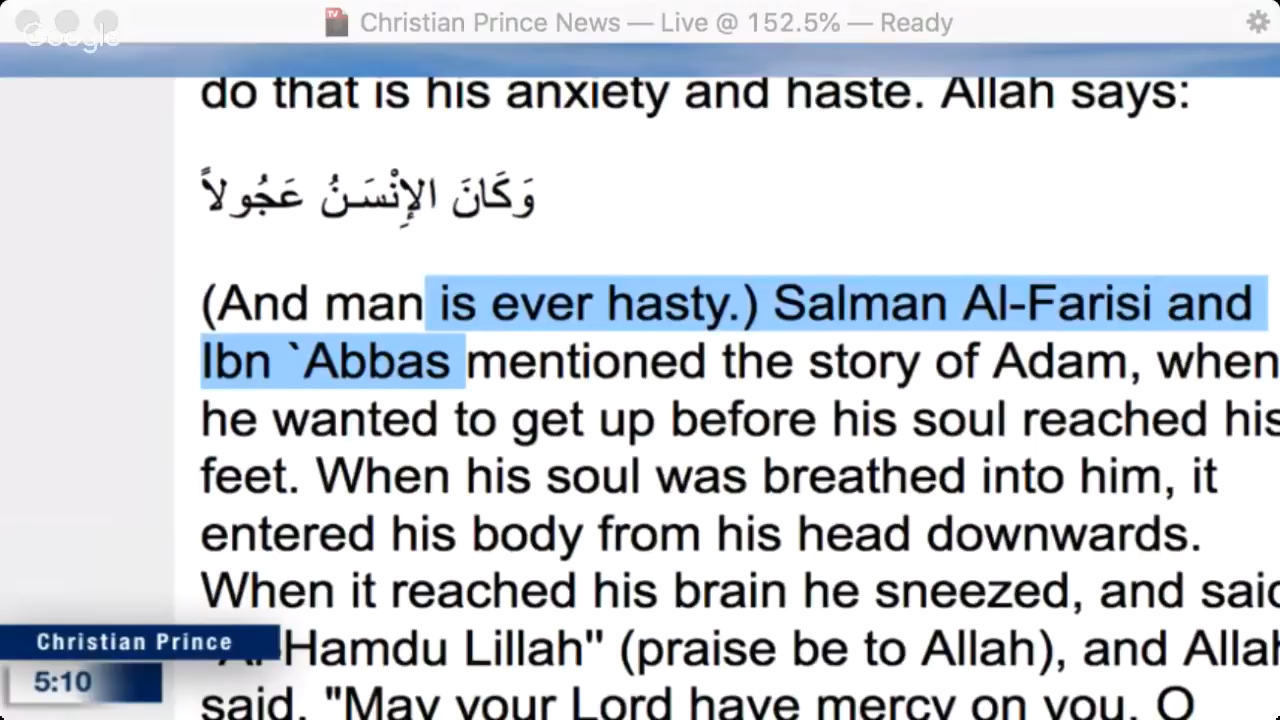 Christian Prince News — Live @ 152.5% — Ready
Google
do that is his anxiety and haste. Allah says:
وَكَانَ الإِنْسَـنُ عَجُولاً
(And man is ever hasty.) Salman Al-Farisi and
Ibn `Abbas mentioned the story of Adam, when
he wanted to get up before his soul reached his
feet. When his soul was breathed into him, it
entered his body from his head downwards.
When it reached his brain he sneezed, and said
"Al-Hamdu Lillah" (praise be to Allah), and Allah
said, "May your Lord have mercy on you, O
Christian Prince
5:10